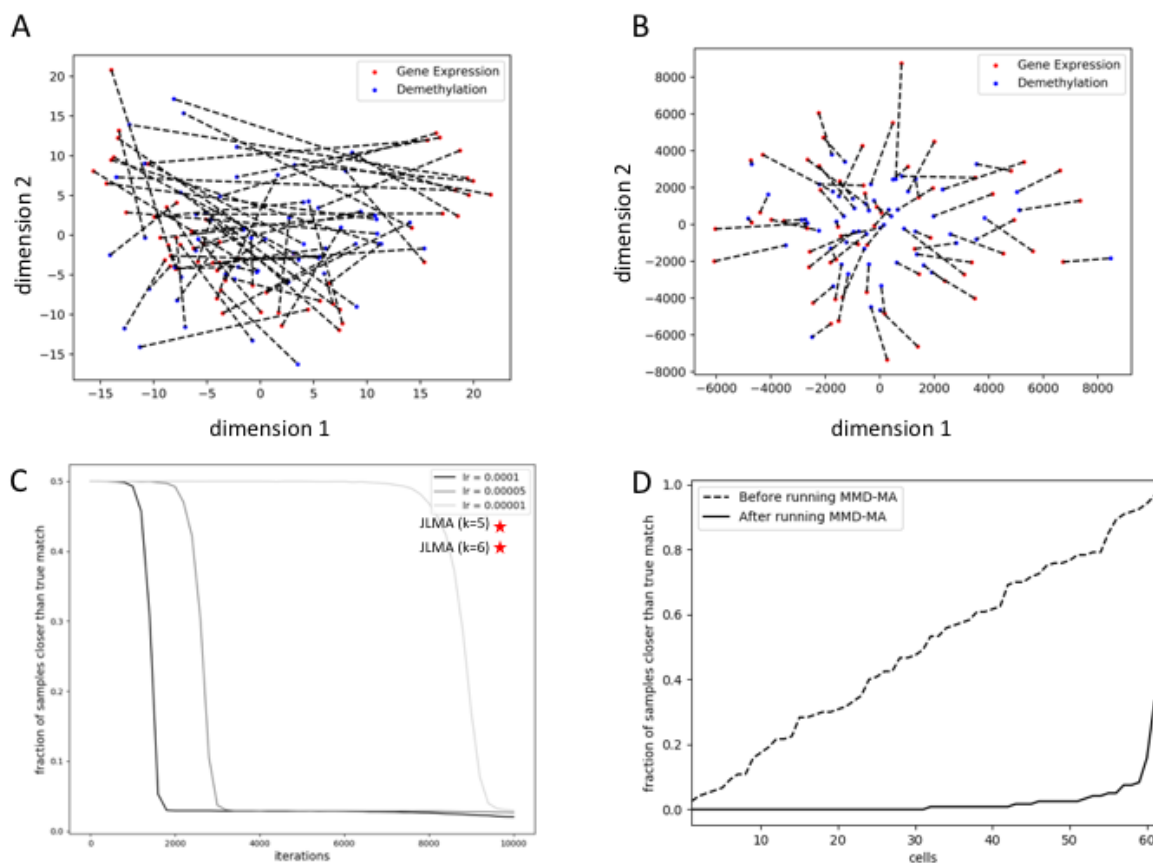 A
Gene Expression
Demethylation
20
15
10
5
0
−5
−10
−15
dimension 2
−15 −10 −5 0 5 10 15 20
dimension 1
B
Gene Expression
Demethylation
8000
6000
4000
2000
0
−2000
−4000
−6000
−8000
dimension 2
−6000 −4000 −2000 0 2000 4000 6000 8000
dimension 1
C
lr = 0.0001
lr = 0.00005
lr = 0.00001
JLMA (k=5)
JLMA (k=6)
0.5
0.4
0.3
0.2
0.1
0.0
fraction of samples closer than true match
0 2000 4000 6000 8000 10000
iterations
D
Before running MMD-MA
After running MMD-MA
1.0
0.8
0.6
0.4
0.2
0.0
fraction of samples closer than true match
10 20 30 40 50 60
cells